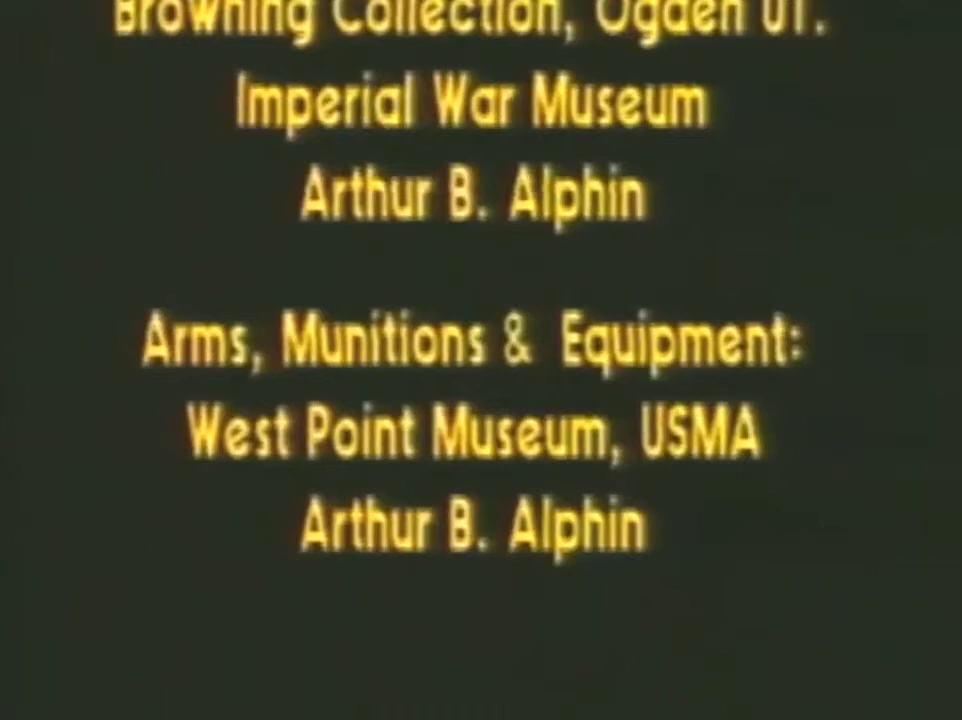 Browning Collection, Ogden UT.
Imperial War Museum
Arthur B. Alphin
Arms, Munitions & Equipment:
West Point Museum, USMA
Arthur B. Alphin